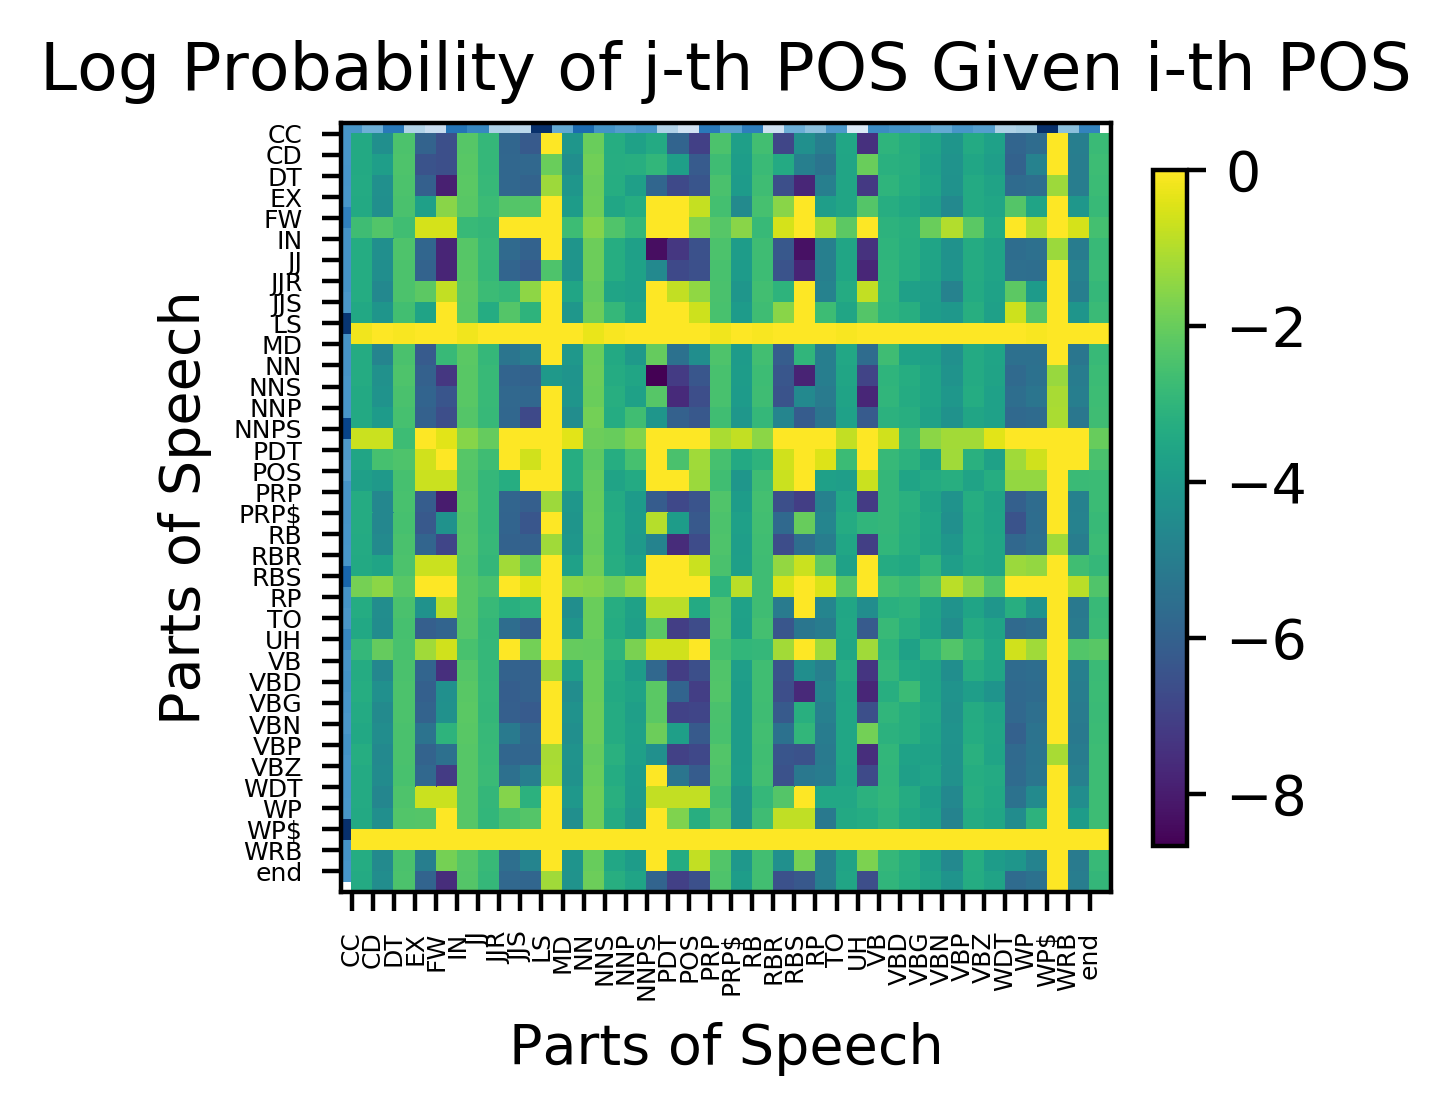 Log Probability of j-th POS Given i-th POS
Parts of Speech
CC
CD
DT
EX
FW
IN
JJ
JJR
JJS
LS
MD
NN
NNS
NNP
NNPS
PDT
POS
PRP
PRP$
RB
RBR
RBS
RP
TO
UH
VB
VBD
VBG
VBN
VBP
VBZ
WDT
WP
WP$
WRB
end
0
−2
−4
−6
−8
CC
CD
DT
EX
FW
IN
JJ
JJR
JJS
LS
MD
NN
NNS
NNP
NNPS
PDT
POS
PRP
PRP$
RB
RBR
RBS
RP
TO
UH
VB
VBD
VBG
VBN
VBP
VBZ
WDT
WP
WP$
WRB
end
Parts of Speech